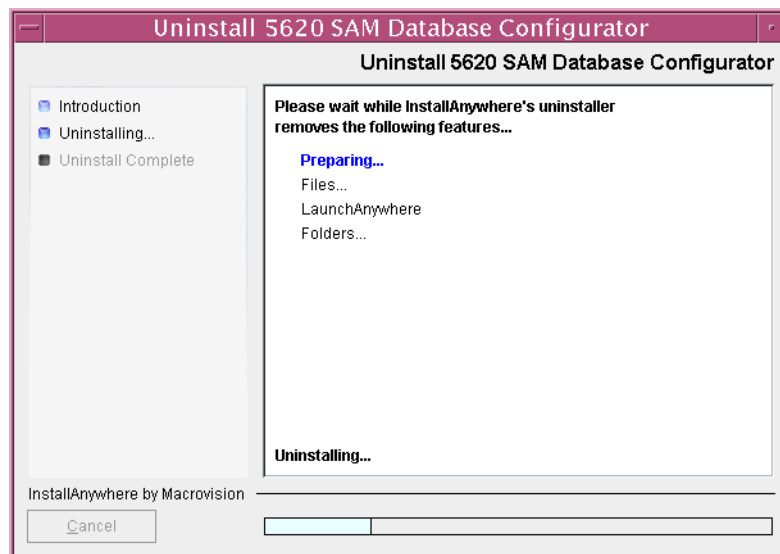 Uninstall 5620 SAM Database Configurator
Uninstall 5620 SAM Database Configurator
Introduction
Uninstalling...
Uninstall Complete
Please wait while InstallAnywhere's uninstaller
removes the following features...
Preparing...
Files...
LaunchAnywhere
Folders...
Uninstalling...
InstallAnywhere by Macrovision
Cancel